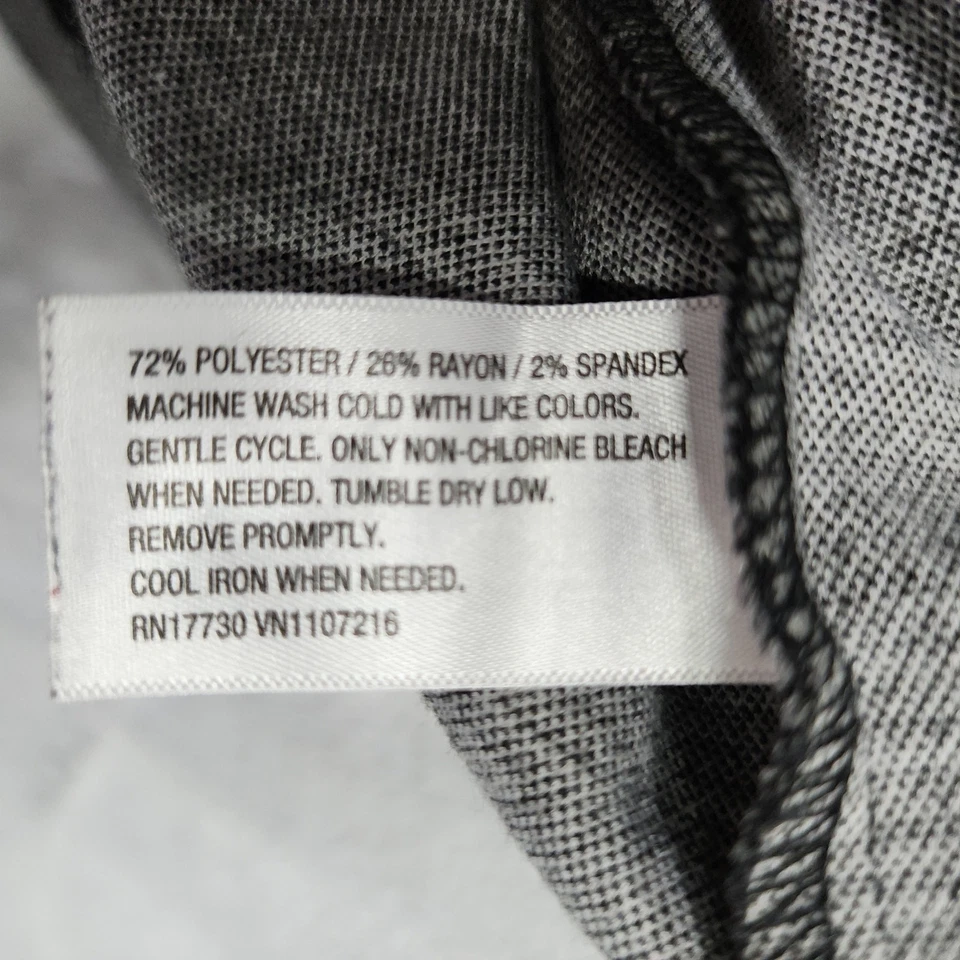 72% POLYESTER / 26% RAYON / 2% SPANDEX
MACHINE WASH COLD WITH LIKE COLORS.
GENTLE CYCLE. ONLY NON-CHLORINE BLEACH
WHEN NEEDED. TUMBLE DRY LOW.
REMOVE PROMPTLY.
COOL IRON WHEN NEEDED.
RN17730 VN1107216